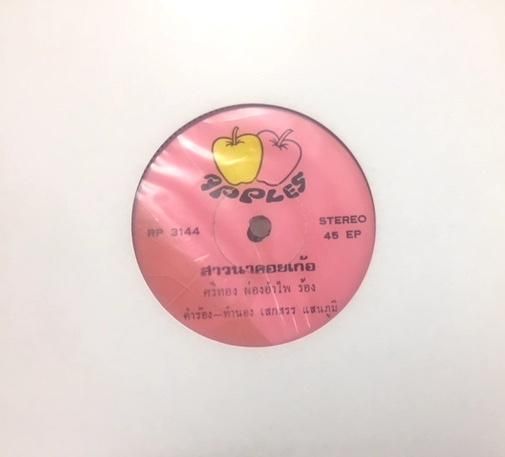 APPLES
RP 3144
STEREO
45 EP
สาวนาคอยเก้อ
ศรีทอง ผ่องอำไพ ร้อง
คำร้อง—ทำนอง เสกสรร แสนภูมิ